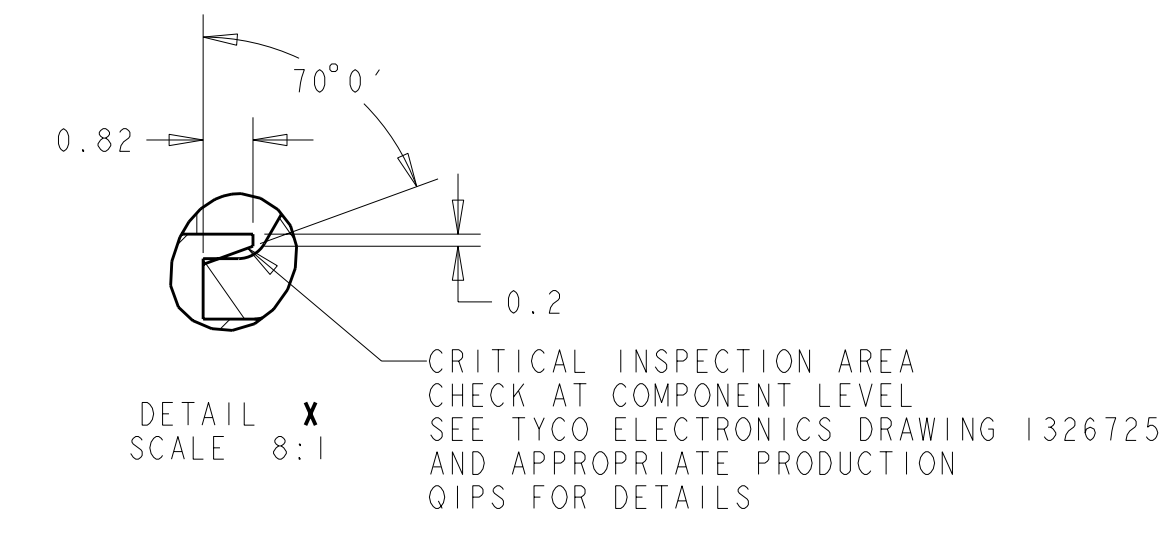 70°0′
0.82
0.2
CRITICAL INSPECTION AREA
CHECK AT COMPONENT LEVEL
SEE TYCO ELECTRONICS DRAWING 1326725
AND APPROPRIATE PRODUCTION
QIPS FOR DETAILS
DETAIL X
SCALE 8:1